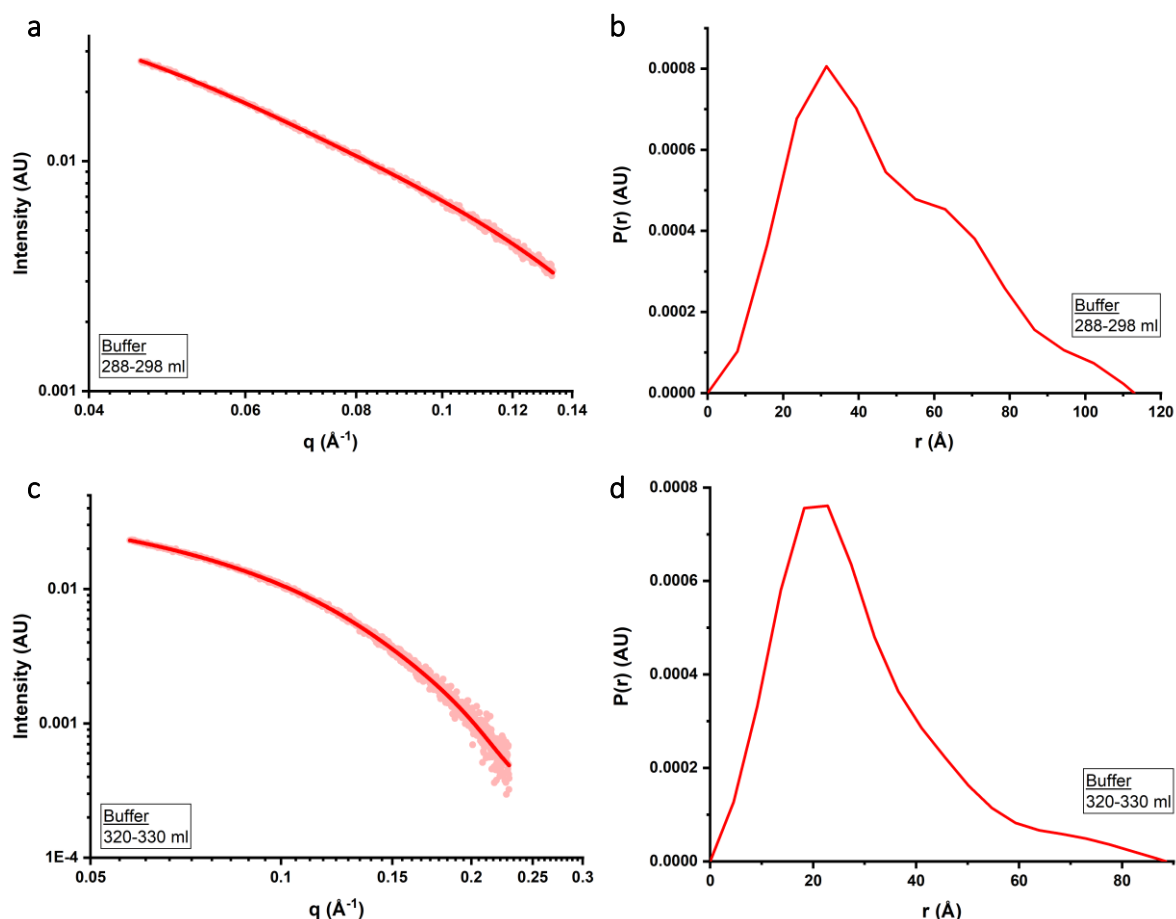 a
Intensity (AU)
0.01
0.001
0.04
0.06
0.08
0.1
0.12
0.14
q (Å-1)
Buffer
288-298 ml
b
P(r) (AU)
0.0008
0.0006
0.0004
0.0002
0.0000
0
20
40
60
80
100
120
r (Å)
Buffer
288-298 ml
c
Intensity (AU)
0.01
0.001
1E-4
0.05
0.1
0.15
0.2
0.25
0.3
q (Å-1)
Buffer
320-330 ml
d
P(r) (AU)
0.0008
0.0006
0.0004
0.0002
0.0000
0
20
40
60
80
r (Å)
Buffer
320-330 ml